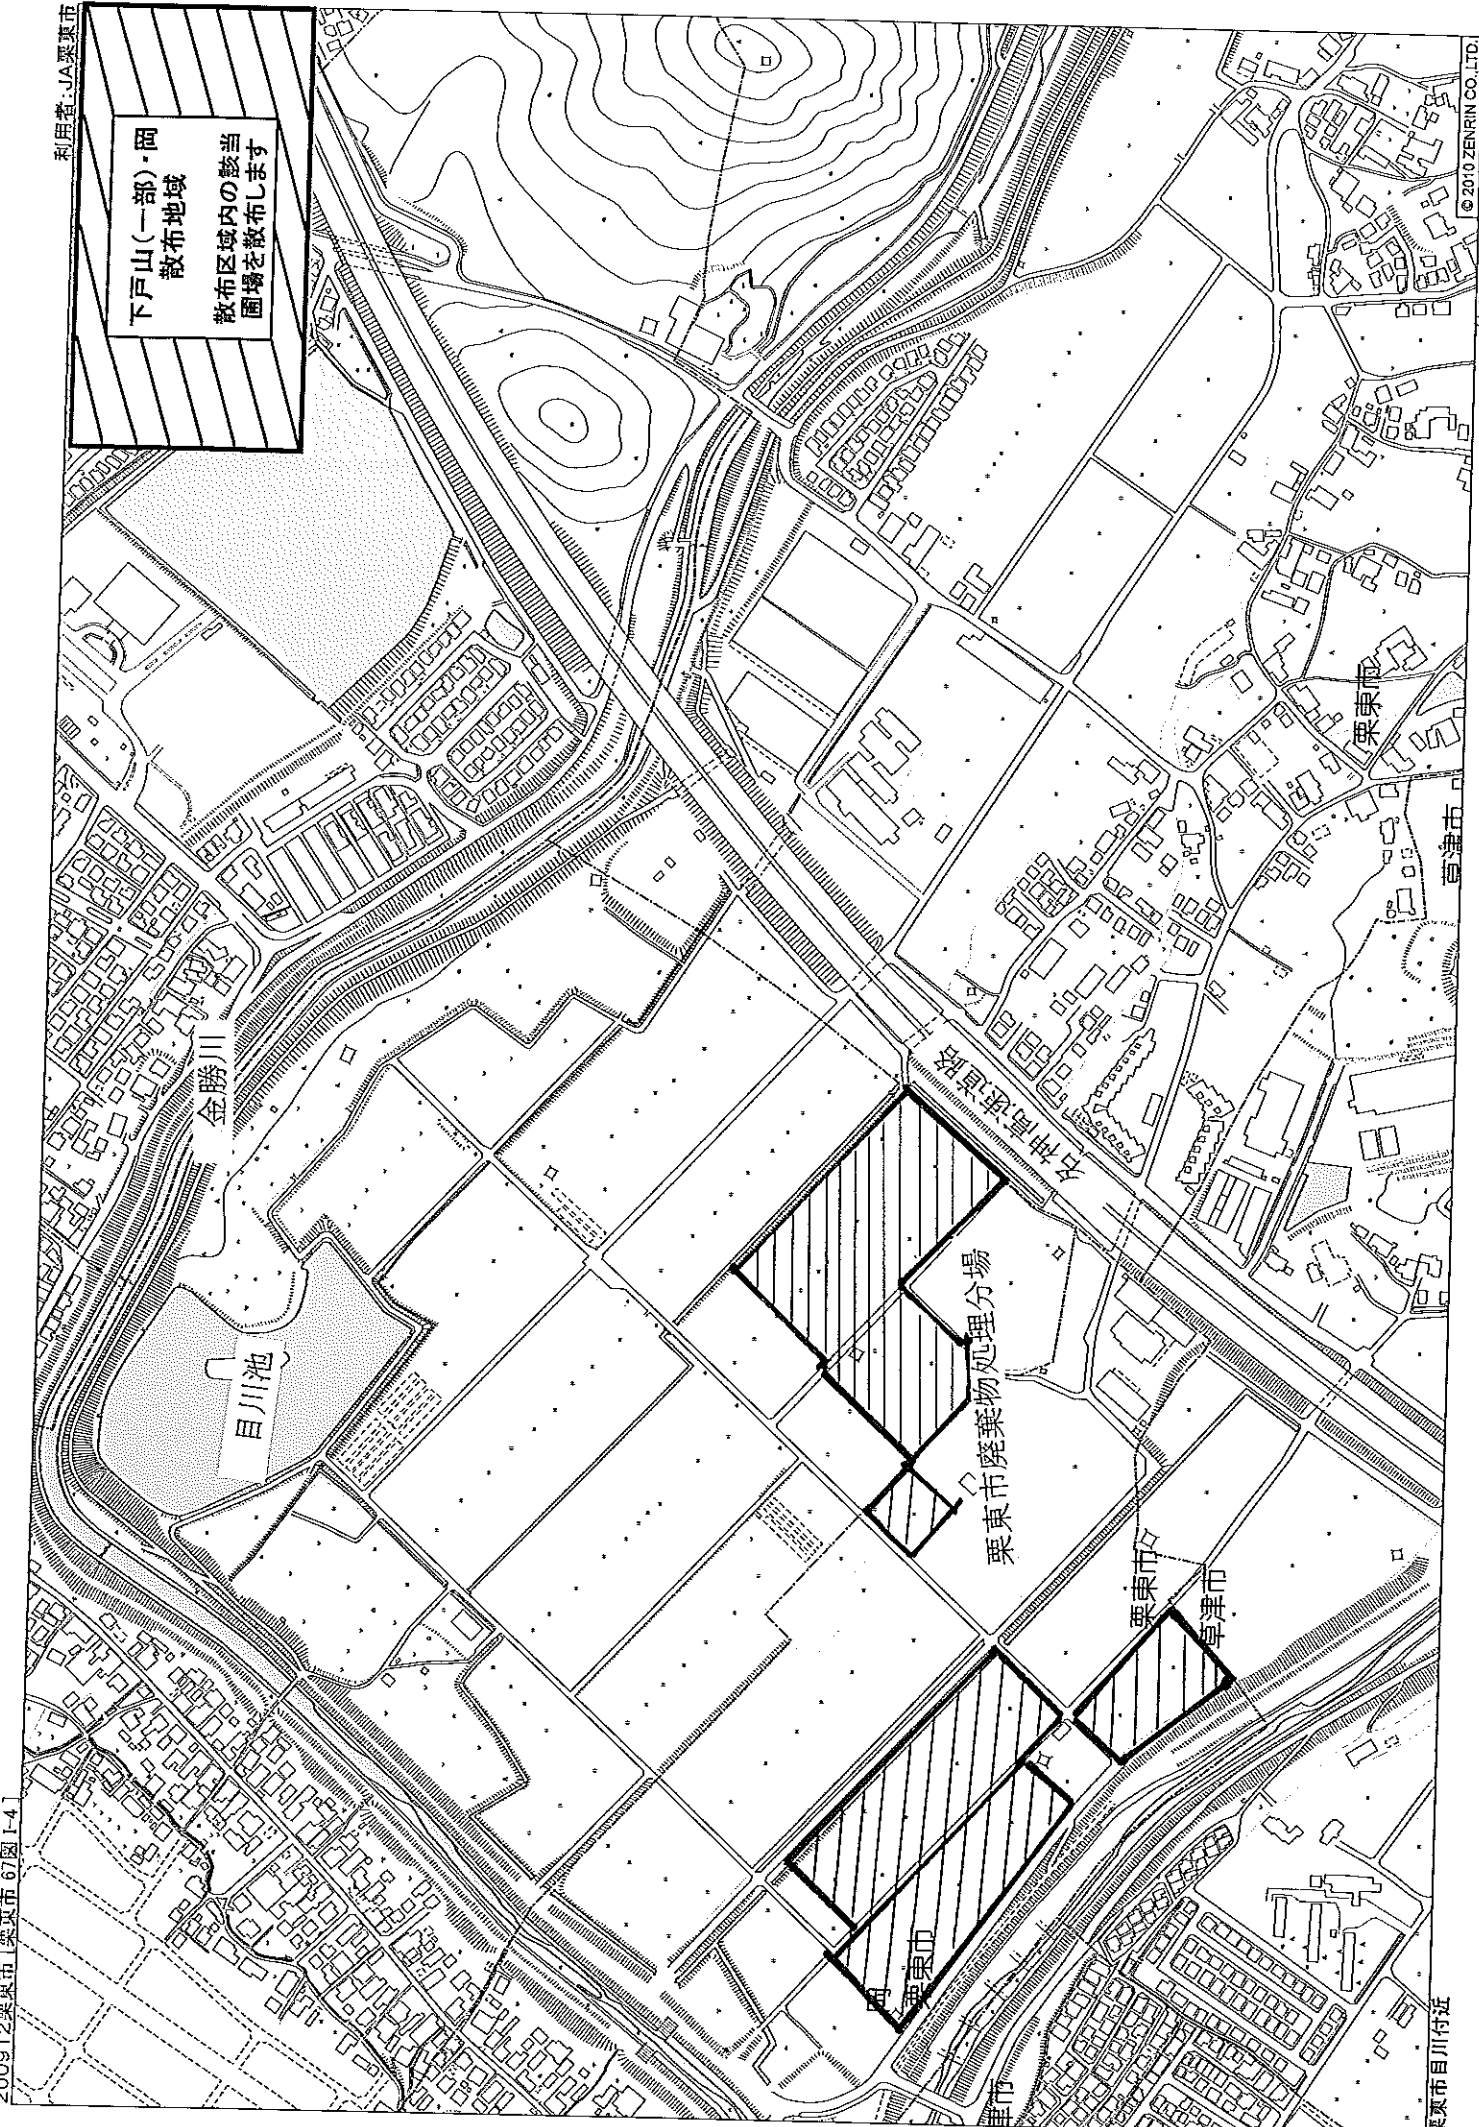 利用者:JA栗東市
下戸山(一部)・岡
散布地域
散布区域内の該当
圃場を散布します
200912栗東市 [栗東市 67図 I-4]
金勝川
目川池
名神高速道路
栗東市廃棄物処理分場
栗東市
草津市
栗東市
草津市
岡
栗東市
津市
栗東市目川付近
© 2010 ZENRIN CO.,LTD.